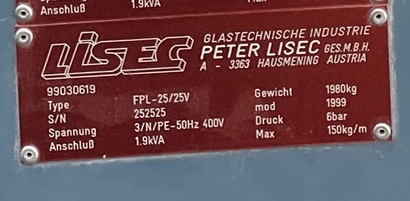 Anschluß 1.9kVA Max
LISEC
GLASTECHNISCHE INDUSTRIE
PETER LISEC GES.M.B.H.
A - 3363 HAUSMENING AUSTRIA
99030619
Type FPL-25/25V Gewicht 1980kg
S/N 252525 mod 1999
Spannung 3/N/PE-50Hz 400V Druck 6bar
Anschluß 1.9kVA Max 150kg/m